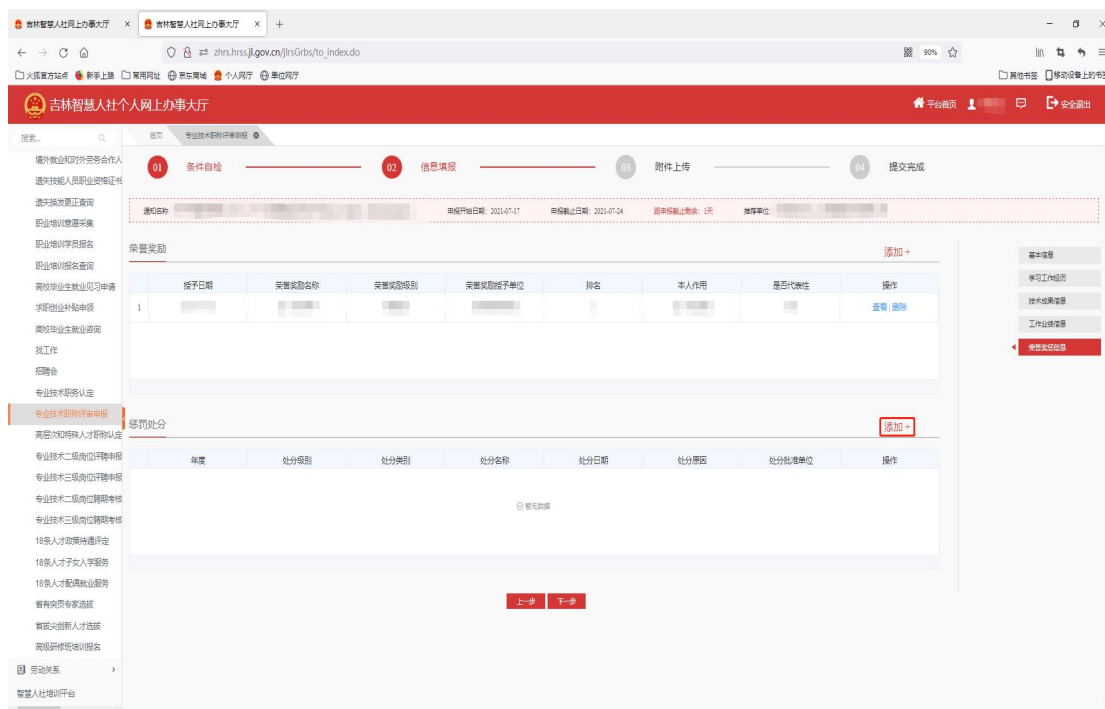 吉林智慧人社网上办事大厅 × 吉林智慧人社网上办事大厅 × +
zhrs.hrss.jl.gov.cn/jlrsGrbs/to_index.do 90%
火狐官方站点 新手上路 常用网址 京东商城 个人网厅 单位网厅 其他书签 移动设备上的书签
吉林智慧人社个人网上办事大厅 平台首页 安全退出
搜索... 首页 专业技术职称评审申报
境外就业和对外劳务合作人
遗失技能人员职业资格证书
遗失换发更正查询
职业培训意愿采集
职业培训学员报名
职业培训报名查询
高校毕业生就业见习申请
求职创业补贴申领
高校毕业生就业咨询
找工作
招聘会
专业技术职务认定
专业技术职称评审申报
高层次和特殊人才职称认定
专业技术二级岗位评聘申报
专业技术三级岗位评聘申报
专业技术二级岗位聘期考核
专业技术三级岗位聘期考核
18条人才政策待遇评定
18条人才子女入学服务
18条人才配偶就业服务
省有突贡专家选拔
省拔尖创新人才选拔
高级研修班培训报名
劳动关系 >
智慧人社培训平台
01 条件自检 02 信息填报 03 附件上传 04 提交完成
通知名称 申报开始日期: 2021-07-17 申报截止日期: 2021-07-24 距申报截止剩余: 1天 推荐单位:
荣誉奖励 添加 +
授予日期 荣誉奖励名称 荣誉奖励级别 荣誉奖励授予单位 排名 本人作用 是否代表性 操作
1 查看 | 删除
惩罚处分 添加 +
年度 处分级别 处分类别 处分名称 处分日期 处分原因 处分批准单位 操作
暂无数据
上一步 下一步
基本信息
学习工作经历
技术成果信息
工作业绩信息
荣誉奖惩信息